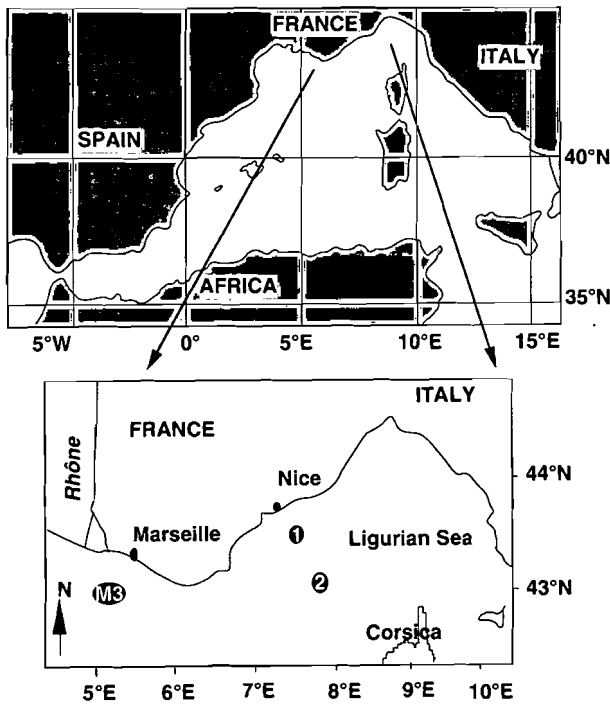 FRANCE
ITALY
SPAIN
40°N
AFRICA
35°N
5°W 0° 5°E 10°E 15°E
ITALY
FRANCE
Rhône
Nice
44°N
Marseille
1
Ligurian Sea
2
43°N
N
M3
Corsica
5°E 6°E 7°E 8°E 9°E 10°E